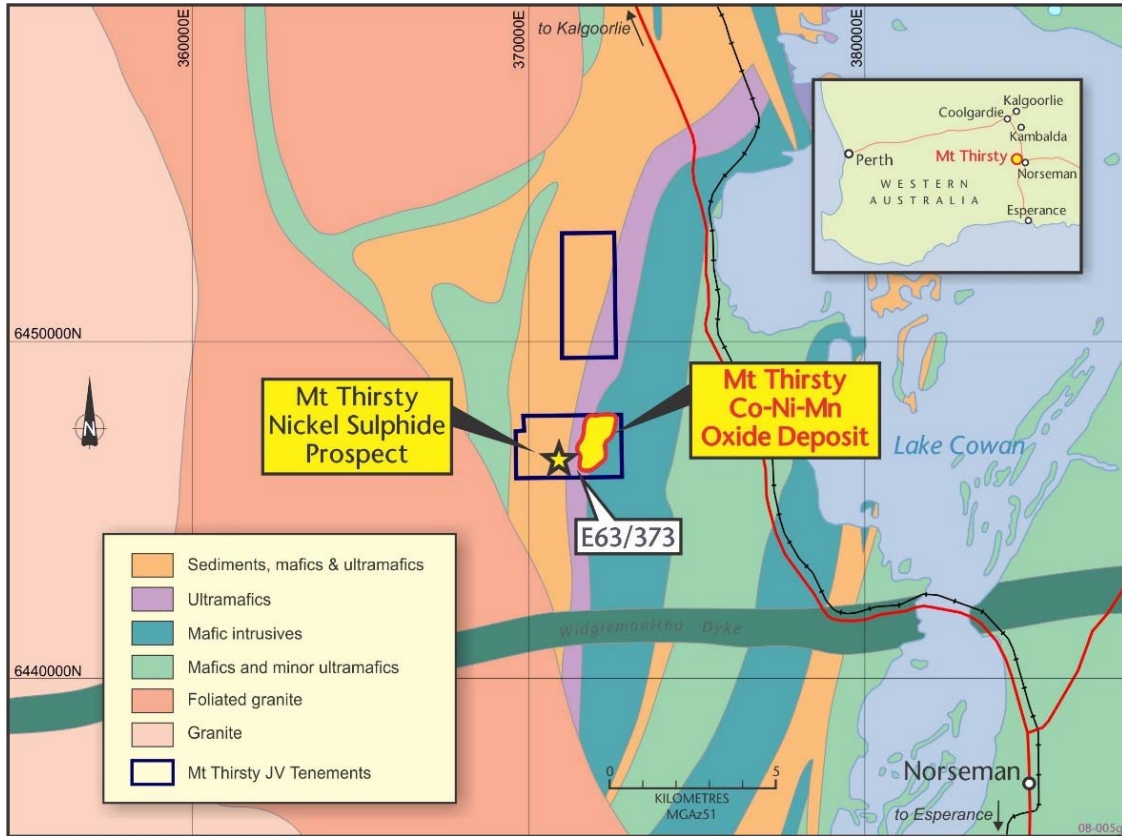 360000E
370000E
380000E
to Kalgoorlie
Kalgoorlie
Coolgardie
Kambalda
Perth
Mt Thirsty
Norseman
WESTERN
AUSTRALIA
Esperance
6450000N
Mt Thirsty
Nickel Sulphide
Prospect
Mt Thirsty
Co-Ni-Mn
Oxide Deposit
N
Lake Cowan
E63/373
Sediments, mafics & ultramafics
Ultramafics
Mafic intrusives
Mafics and minor ultramafics
Foliated granite
Granite
Mt Thirsty JV Tenements
Widgiemooltha Dyke
6440000N
0 5
KILOMETRES
MGAz51
Norseman
to Esperance